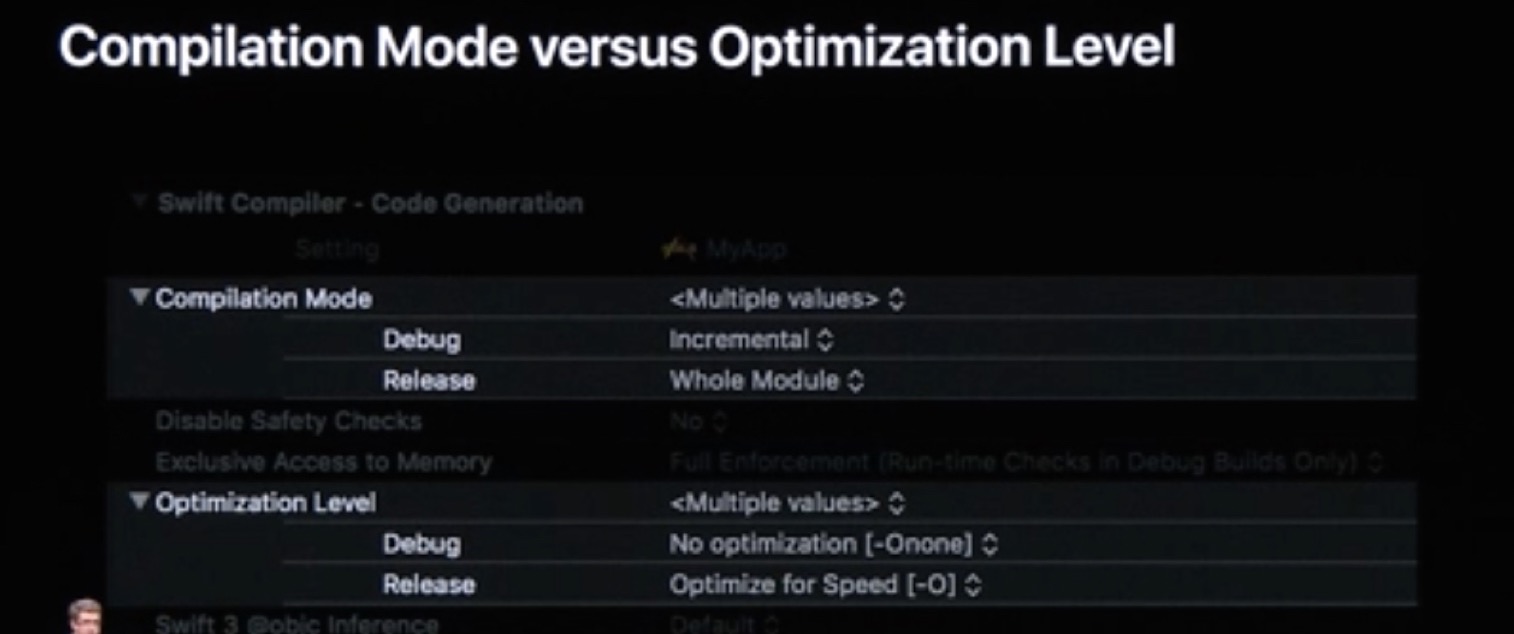 Compilation Mode versus Optimization Level
Swift Compiler - Code Generation
Setting MyApp
Compilation Mode <Multiple values>
Debug Incremental
Release Whole Module
Disable Safety Checks No
Exclusive Access to Memory Full Enforcement (Run-time Checks in Debug Builds Only)
Optimization Level <Multiple values>
Debug No optimization [-Onone]
Release Optimize for Speed [-O]
Swift 3 @objc Inference Default